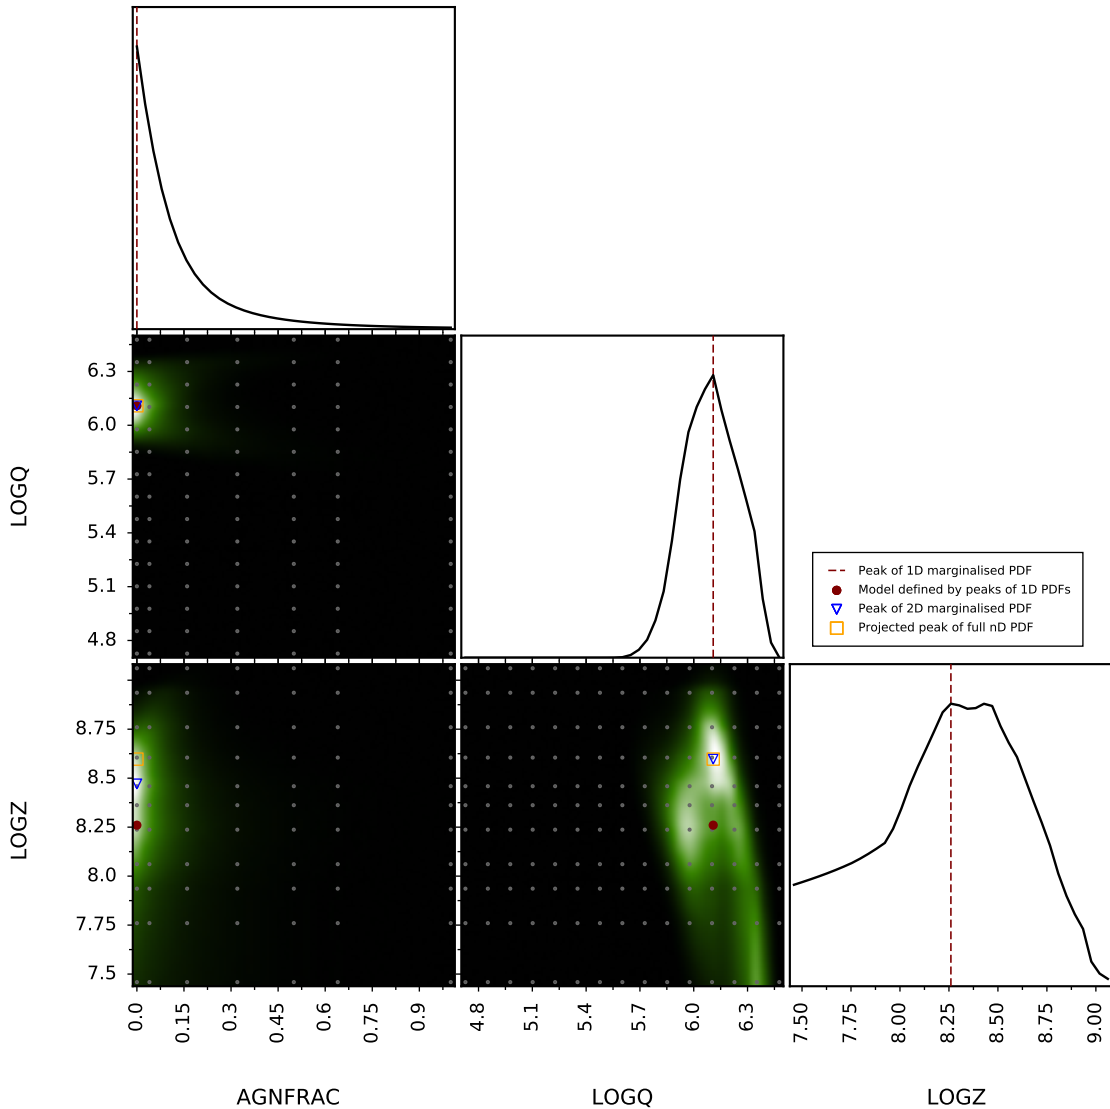 LOGQ
6.3
6.0
5.7
5.4
5.1
4.8
Peak of 1D marginalised PDF
Model defined by peaks of 1D PDFs
Peak of 2D marginalised PDF
Projected peak of full nD PDF
LOGZ
8.75
8.5
8.25
8.0
7.75
7.5
0.0 0.15 0.3 0.45 0.6 0.75 0.9
4.8 5.1 5.4 5.7 6.0 6.3
7.50 7.75 8.00 8.25 8.50 8.75 9.00
AGNFRAC LOGQ LOGZ